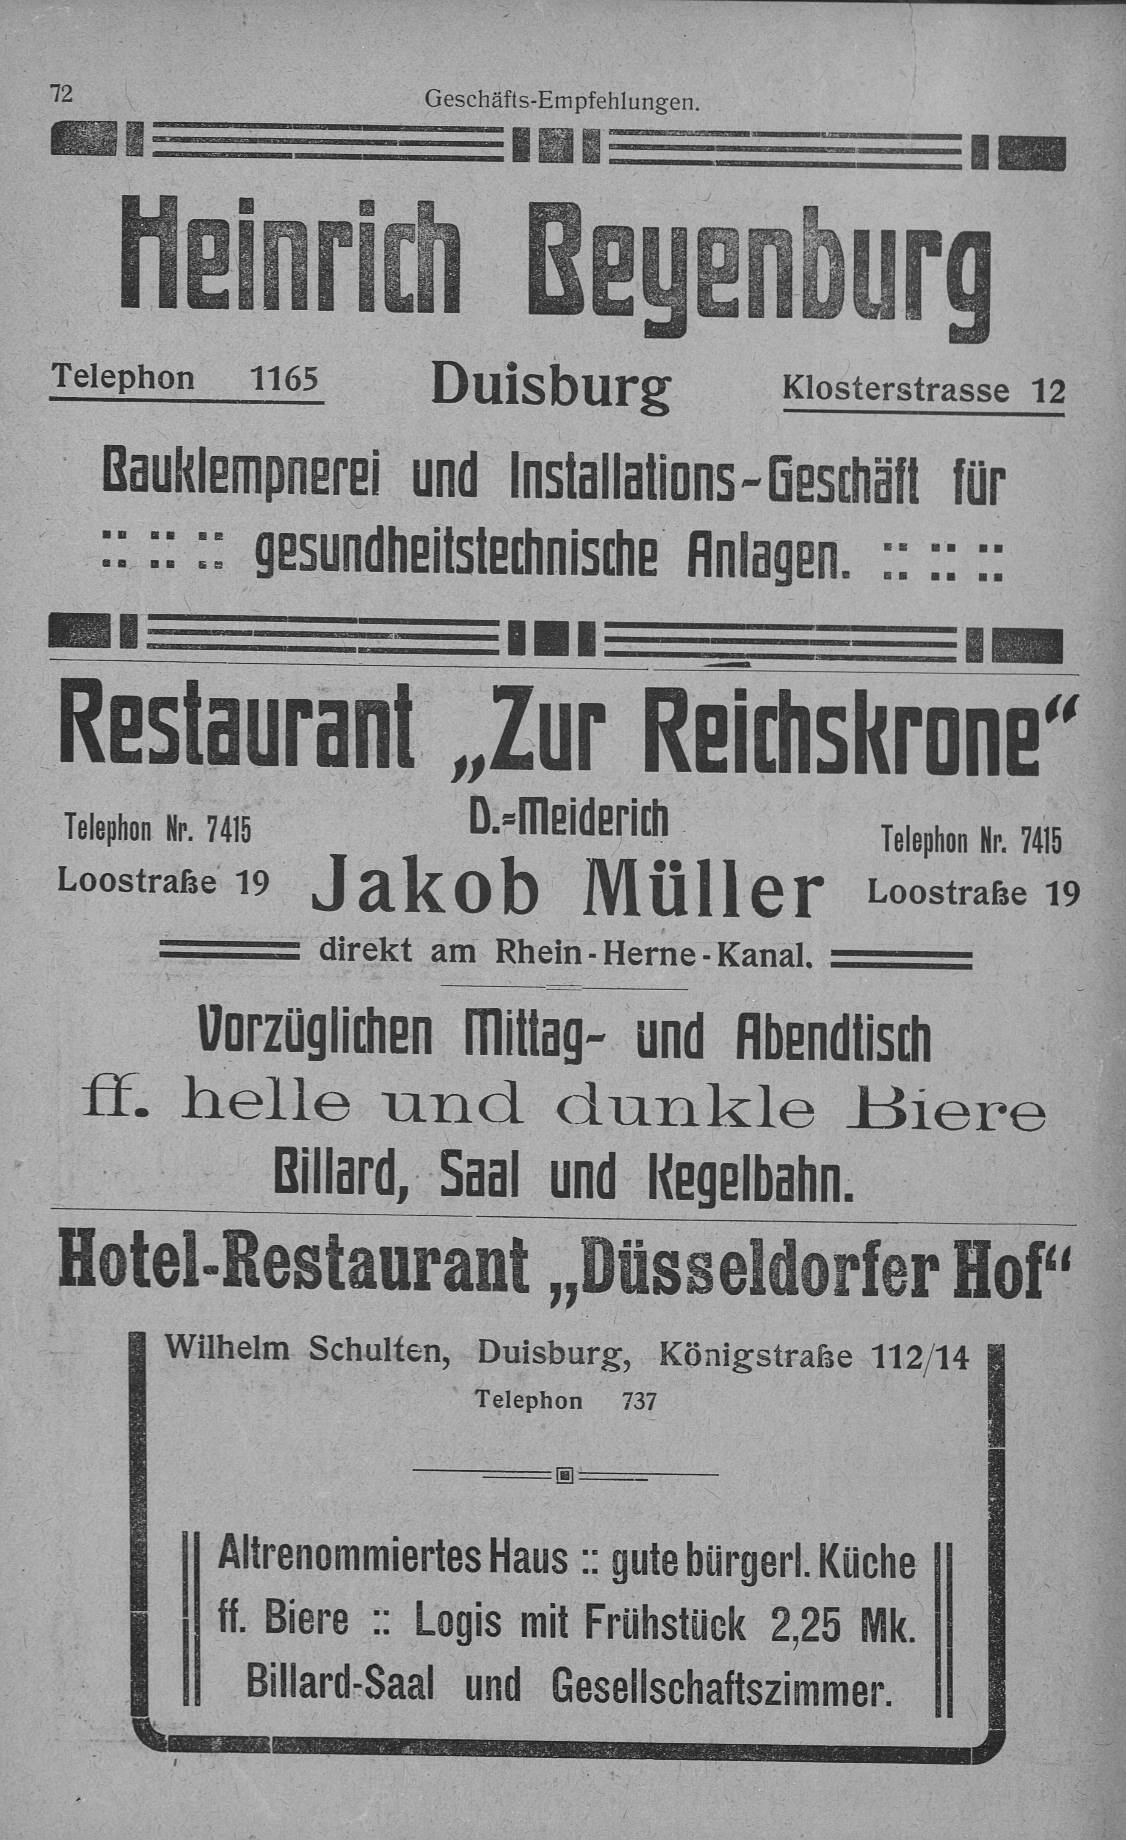 72
Geschäfts-Empfehlungen.
Heinrich Beyenburg
Telephon 1165 Duisburg Klosterstrasse 12
Bauklempnerei und Installations-Geschäft für
:: :: :: gesundheitstechnische Anlagen. :: :: ::
Restaurant „Zur Reichskrone“
D.=Meiderich
Telephon Nr. 7415 Telephon Nr. 7415
Loostraße 19 Jakob Müller Loostraße 19
direkt am Rhein-Herne-Kanal.
Vorzüglichen Mittag- und Abendtisch
ff. helle und dunkle Biere
Billard, Saal und Kegelbahn.
Hotel-Restaurant „Düsseldorfer Hof“
Wilhelm Schulten, Duisburg, Königstraße 112/14
Telephon 737
Altrenommiertes Haus :: gute bürgerl. Küche
ff. Biere :: Logis mit Frühstück 2,25 Mk.
Billard-Saal und Gesellschaftszimmer.